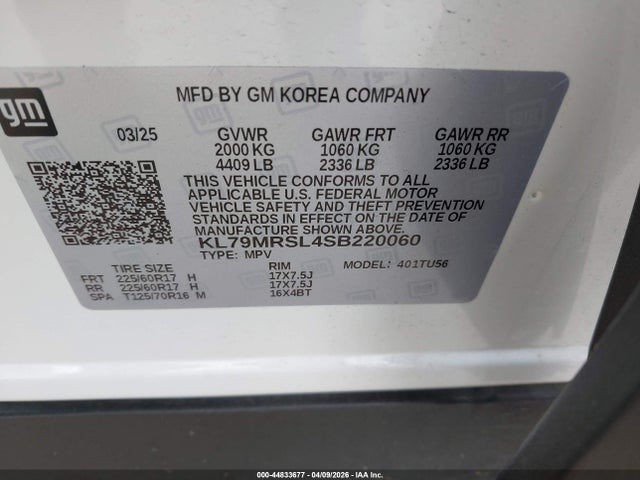 gm
MFD BY GM KOREA COMPANY
03/25 GVWR GAWR FRT GAWR RR
2000 KG 1060 KG 1060 KG
4409 LB 2336 LB 2336 LB
THIS VEHICLE CONFORMS TO ALL
APPLICABLE U.S. FEDERAL MOTOR
VEHICLE SAFETY AND THEFT PREVENTION
STANDARDS IN EFFECT ON THE DATE OF
MANUFACTURE SHOWN ABOVE.
KL79MRSL4SB220060
TYPE: MPV
TIRE SIZE RIM MODEL: 401TU56
FRT 225/60R17 H 17X7.5J
RR 225/60R17 H 17X7.5J
SPA T125/70R16 M 16X4BT
000-44833677 - 04/09/2026 - IAAI.COM